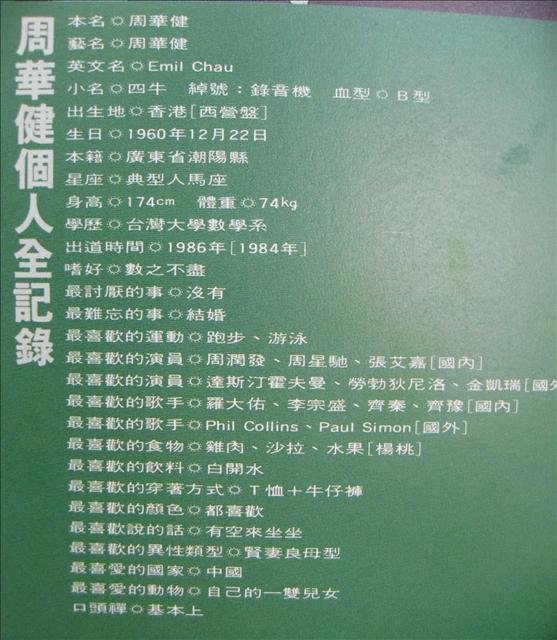 周華健個人全記錄
本名☼周華健
藝名☼周華健
英文名☼Emil Chau
小名☼四牛 綽號：錄音機 血型☼B型
出生地☼香港[西營盤]
生日☼1960年12月22日
本籍☼廣東省潮陽縣
星座☼典型人馬座
身高☼174cm 體重☼74kg
學歷☼台灣大學數學系
出道時間☼1986年[1984年]
嗜好☼數之不盡
最討厭的事☼沒有
最難忘的事☼結婚
最喜歡的運動☼跑步、游泳
最喜歡的演員☼周潤發、周星馳、張艾嘉[國內]
最喜歡的演員☼達斯汀霍夫曼、勞勃狄尼洛、金凱瑞[國外
最喜歡的歌手☼羅大佑、李宗盛、齊秦、齊豫[國內]
最喜歡的歌手☼Phil Collins、Paul Simon[國外]
最喜歡的食物☼雞肉、沙拉、水果[楊桃]
最喜歡的飲料☼白開水
最喜歡的穿著方式☼T恤＋牛仔褲
最喜歡的顏色☼都喜歡
最喜歡說的話☼有空來坐坐
最喜歡的異性類型☼賢妻良母型
最喜愛的國家☼中國
最喜愛的動物☼自己的一雙兒女
口頭禪☼基本上